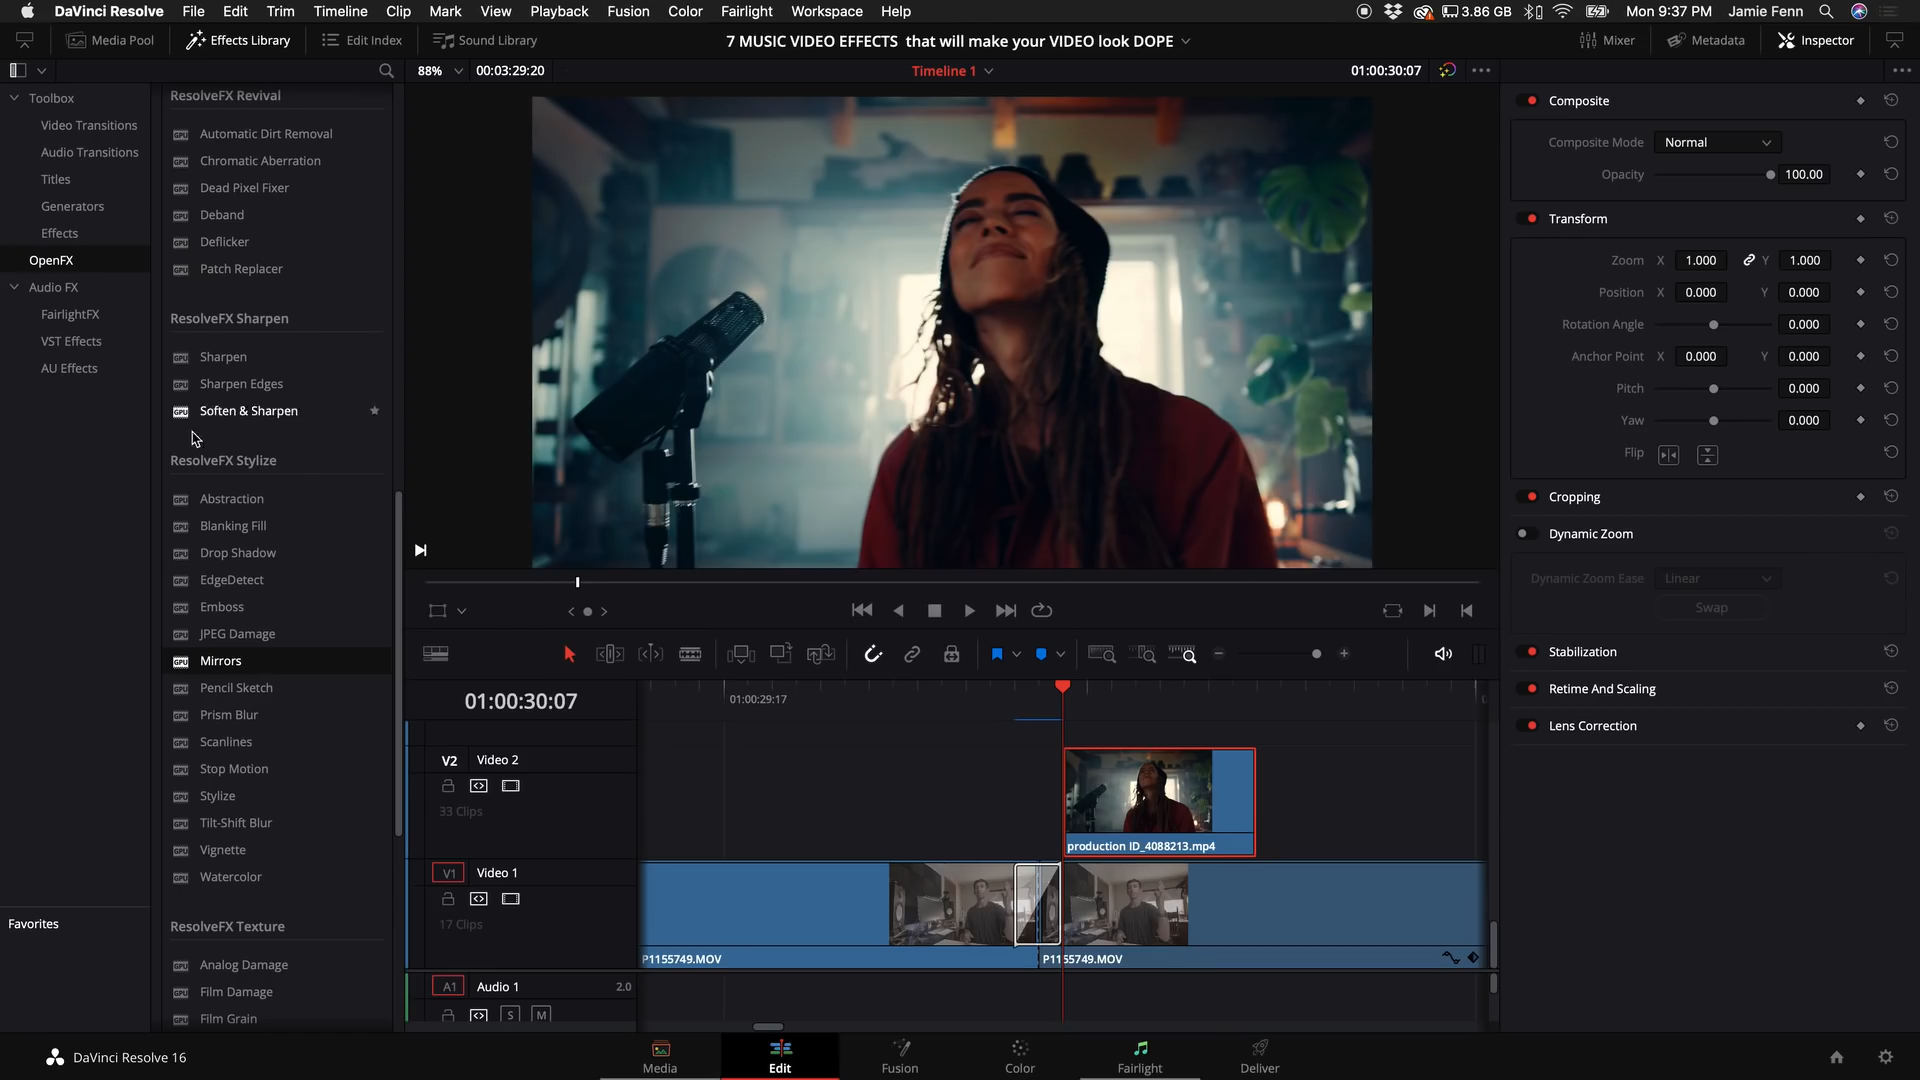 DaVinci Resolve File Edit Trim Timeline Clip Mark View Playback Fusion Color Fairlight Workspace Help 3.86 GB Mon 9:37 PM Jamie Fenn
Media Pool Effects Library Edit Index Sound Library 7 MUSIC VIDEO EFFECTS that will make your VIDEO look DOPE Mixer Metadata Inspector
88% 00:03:29:20 Timeline 1 01:00:30:07
Toolbox
Video Transitions
Audio Transitions
Titles
Generators
Effects
OpenFX
Audio FX
FairlightFX
VST Effects
AU Effects
Favorites
ResolveFX Revival
Automatic Dirt Removal
Chromatic Aberration
Dead Pixel Fixer
Deband
Deflicker
Patch Replacer
ResolveFX Sharpen
GPU Sharpen
GPU Sharpen Edges
GPU Soften & Sharpen
ResolveFX Stylize
Abstraction
Blanking Fill
Drop Shadow
EdgeDetect
Emboss
JPEG Damage
GPU Mirrors
Pencil Sketch
Prism Blur
Scanlines
Stop Motion
Stylize
Tilt-Shift Blur
Vignette
Watercolor
ResolveFX Texture
Analog Damage
Film Damage
Film Grain
Composite
Composite Mode Normal
Opacity 100.00
Transform
Zoom X 1.000 Y 1.000
Position X 0.000 Y 0.000
Rotation Angle 0.000
Anchor Point X 0.000 Y 0.000
Pitch 0.000
Yaw 0.000
Flip
Cropping
Dynamic Zoom
Dynamic Zoom Ease Linear
Swap
Stabilization
Retime And Scaling
Lens Correction
01:00:30:07 01:00:29:17
V2 Video 2
33 Clips
production ID_4088213.mp4
V1 Video 1
17 Clips
P1155749.MOV P1155749.MOV
A1 Audio 1 2.0
S M
DaVinci Resolve 16 Media Edit Fusion Color Fairlight Deliver